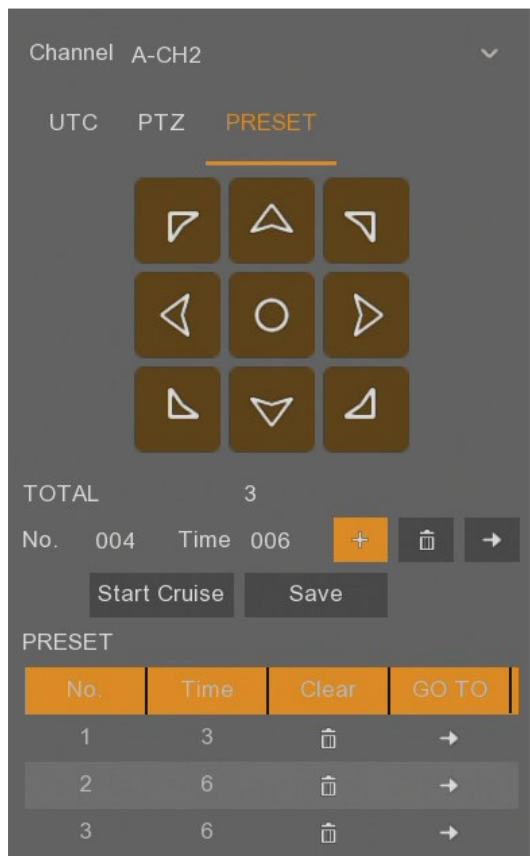 Channel A-CH2
UTC PTZ PRESET
TOTAL 3
No. 004 Time 006
Start Cruise Save
PRESET
No. Time Clear GO TO
1 3
2 6
3 6